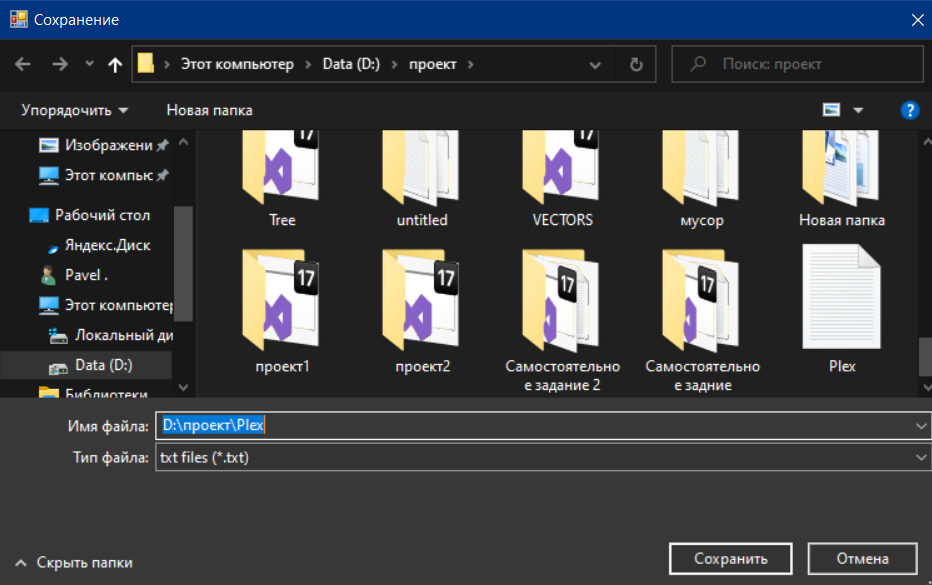 Сохранение
Этот компьютер
Data (D:)
проект
Поиск: проект
Упорядочить
Новая папка
?
Изображени
Этот компьс
Рабочий стол
Яндекс.Диск
Pavel .
Этот компьютер
Локальный ди
Data (D:)
Библиотеки
17
17
Tree
untitled
VECTORS
мусор
Новая папка
17
17
17
17
проект1
проект2
Самостоятельно
е задание 2
Самостоятельно
е задние
Plex
Имя файла:
D:\проект\Plex
Тип файла:
txt files (*.txt)
Скрыть папки
Сохранить
Отмена